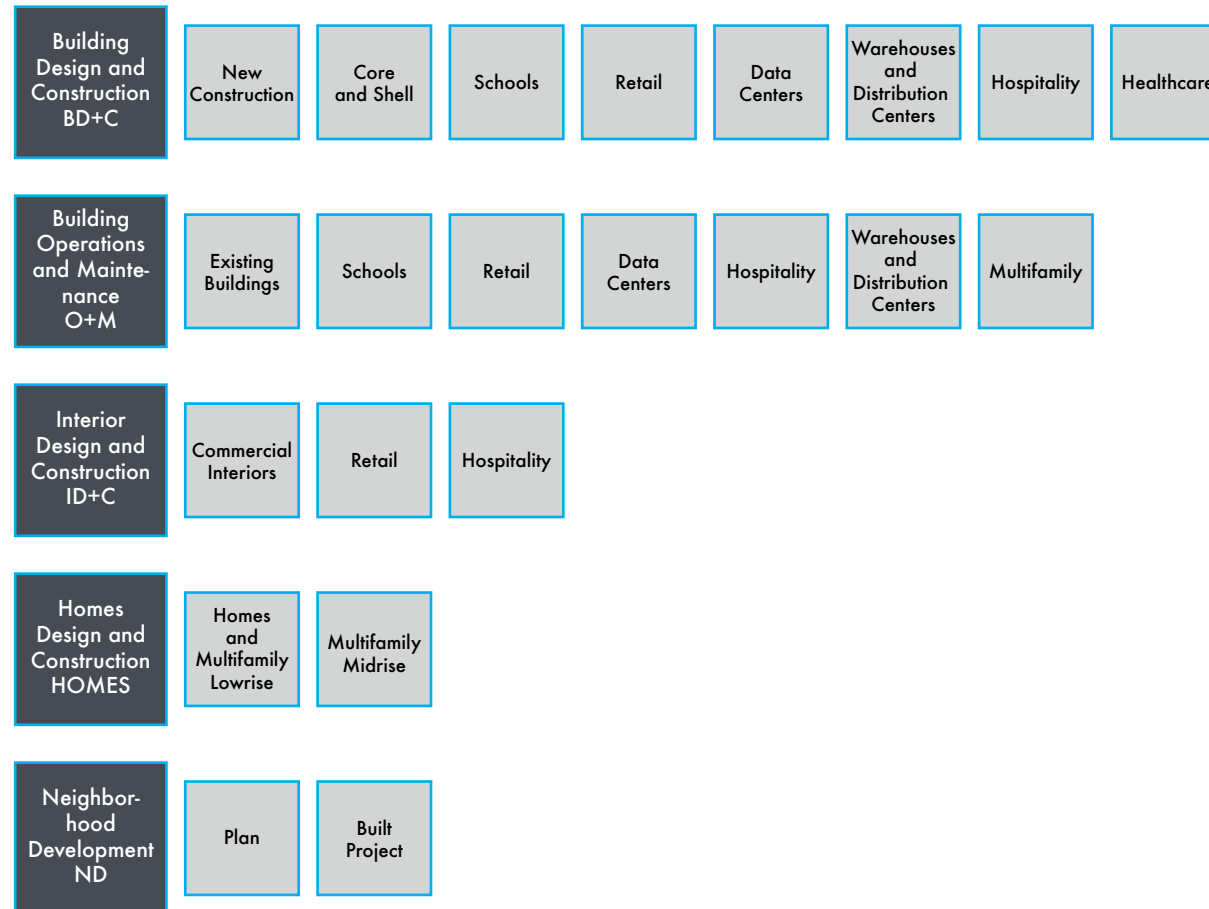 Building
Design and
Construction
BD+C
New
Construction
Core
and Shell
Schools
Retail
Data
Centers
Warehouses
and
Distribution
Centers
Hospitality
Healthcare
Building
Operations
and Mainte-
nance
O+M
Existing
Buildings
Schools
Retail
Data
Centers
Hospitality
Warehouses
and
Distribution
Centers
Multifamily
Interior
Design and
Construction
ID+C
Commercial
Interiors
Retail
Hospitality
Homes
Design and
Construction
HOMES
Homes
and
Multifamily
Lowrise
Multifamily
Midrise
Neighbor-
hood
Development
ND
Plan
Built
Project